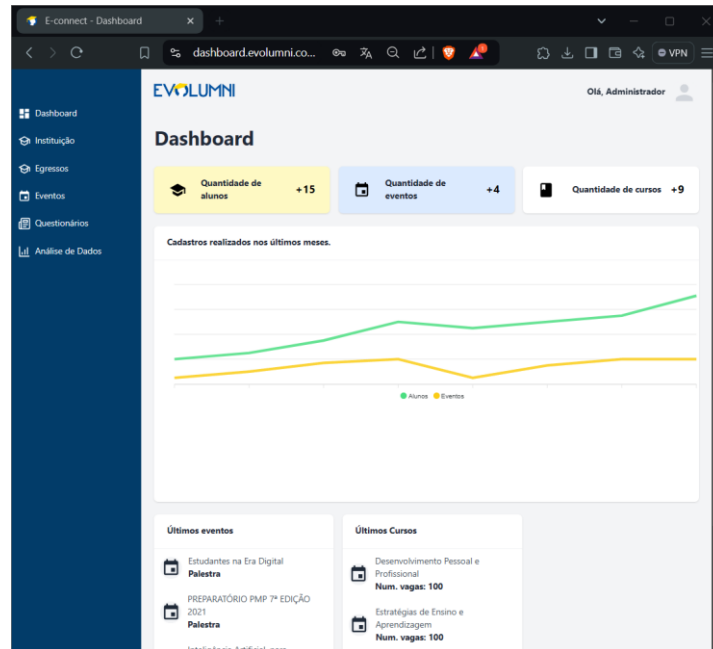 E-connect - Dashboard
dashboard.evolumni.co...
VPN
EVOLUMNI
Olá, Administrador
Dashboard
Instituição
Egressos
Eventos
Questionários
Análise de Dados
Dashboard
Quantidade de
alunos
+15
Quantidade de
eventos
+4
Quantidade de cursos +9
Cadastros realizados nos últimos meses.
Alunos Eventos
Últimos eventos
Estudantes na Era Digital
Palestra
PREPARATÓRIO PMP 7ª EDIÇÃO
2021
Palestra
Inteligência Artificial para
Últimos Cursos
Desenvolvimento Pessoal e
Profissional
Num. vagas: 100
Estratégias de Ensino e
Aprendizagem
Num. vagas: 100